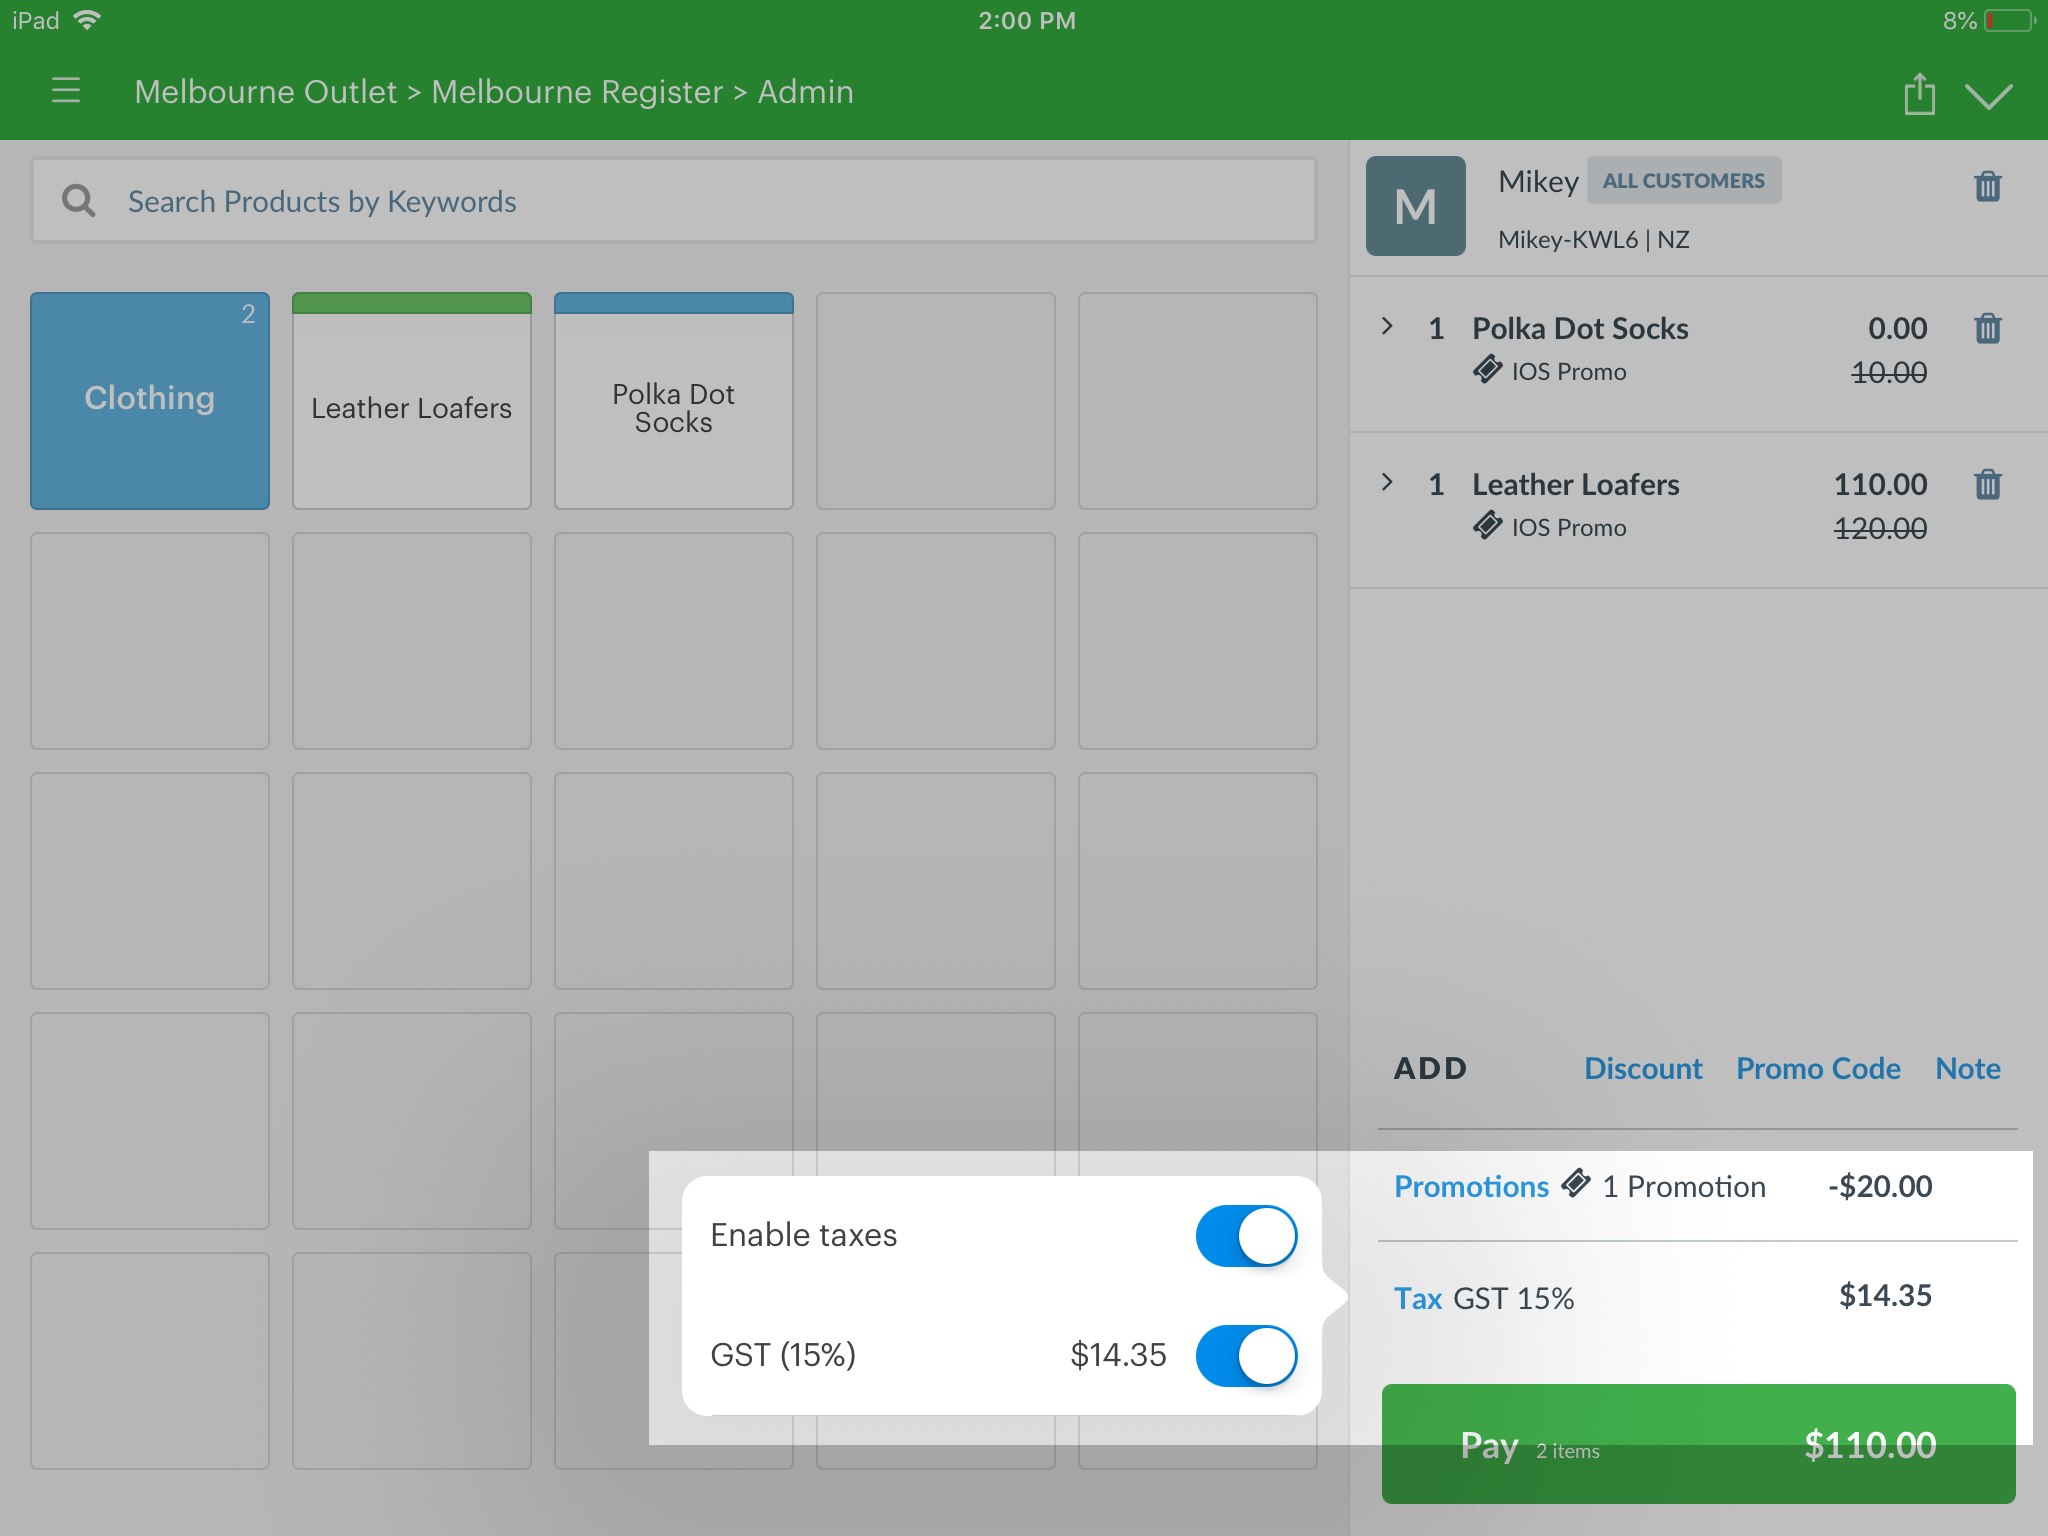 iPad 2:00 PM 8%
Melbourne Outlet > Melbourne Register > Admin
Search Products by Keywords
2
Clothing
Leather Loafers
Polka Dot
Socks
M
Mikey ALL CUSTOMERS
Mikey-KWL6 | NZ
1 Polka Dot Socks 0.00
IOS Promo 10.00
1 Leather Loafers 110.00
IOS Promo 120.00
ADD Discount Promo Code Note
Promotions 1 Promotion -$20.00
Tax GST 15% $14.35
Enable taxes
GST (15%) $14.35
Pay 2 items $110.00